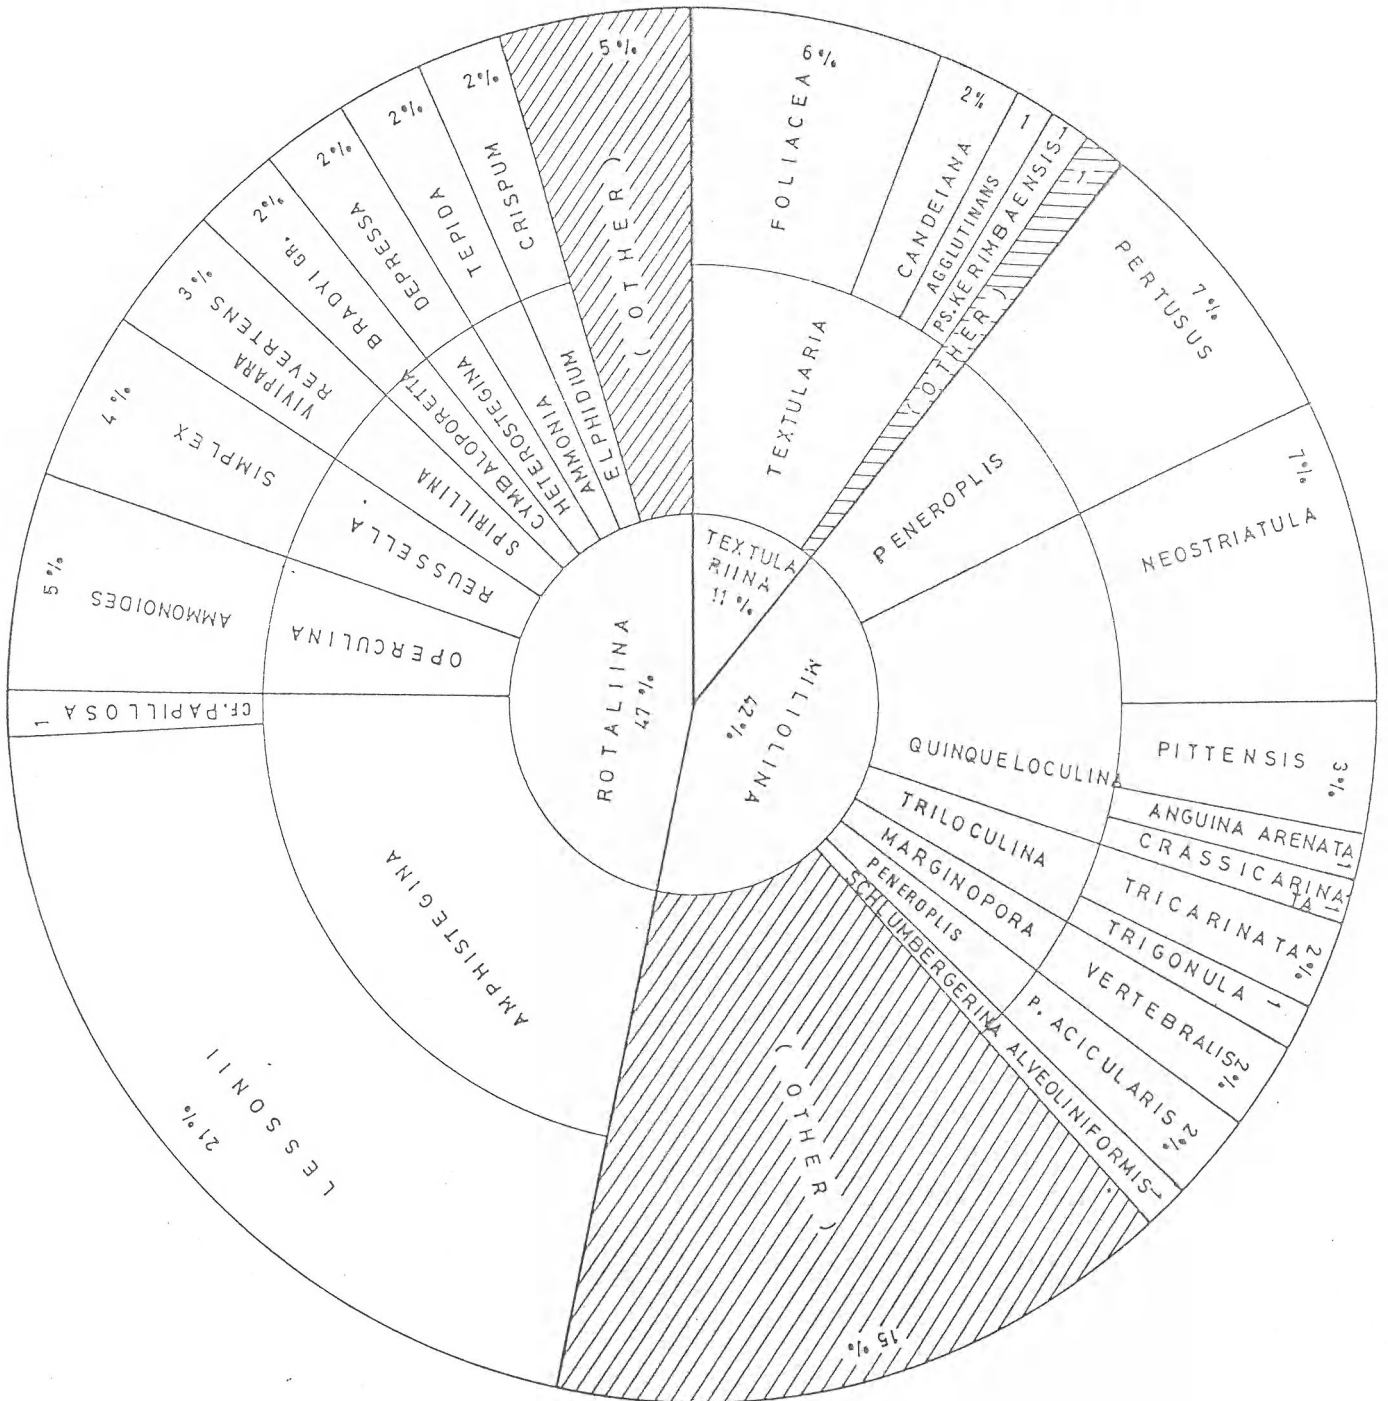 TEXTULA
RIINA
11 %
TEXTULARIA
FOLIACEA 6%
CANDEIANA 2%
AGGLUTINANS 1
PS. KERIMBAENSIS 1
( OTHER ) 1
MILIOLINA
42%
PENEROPLIS
PERTUSUS
7%
QUINQUELOCULINA
NEOSTRIATULA
7%
PITTENSIS 3%
ANGUINA ARENATA 1
CRASSICARINA-
TA 1
TRILOCULINA
TRICARINATA 2%
TRIGONULA 1
MARGINOPORA
VERTEBRALIS 2%
PENEROPLIS
P. ACICULARIS 2%
SCHLUMBERGERINA ALVEOLINIFORMIS 1
( OTHER )
15 %
ROTALIINA
47 %
AMPHISTEGINA
LESSONII
21%
CF. PAPILLOSA 1
OPERCULINA
AMMONOIDES
5%
REUSSELLA
SIMPLEX
4%
SPIRILLINA
VIVIPARA
REVERTENS
3%
CYMBALOPORETTA
BRADYI GR. 2%
HETEROSTEGINA
DEPRESSA 2%
AMMONIA
TEPIDA 2%
ELPHIDIUM
CRISPUM 2%
( OTHER )
5%